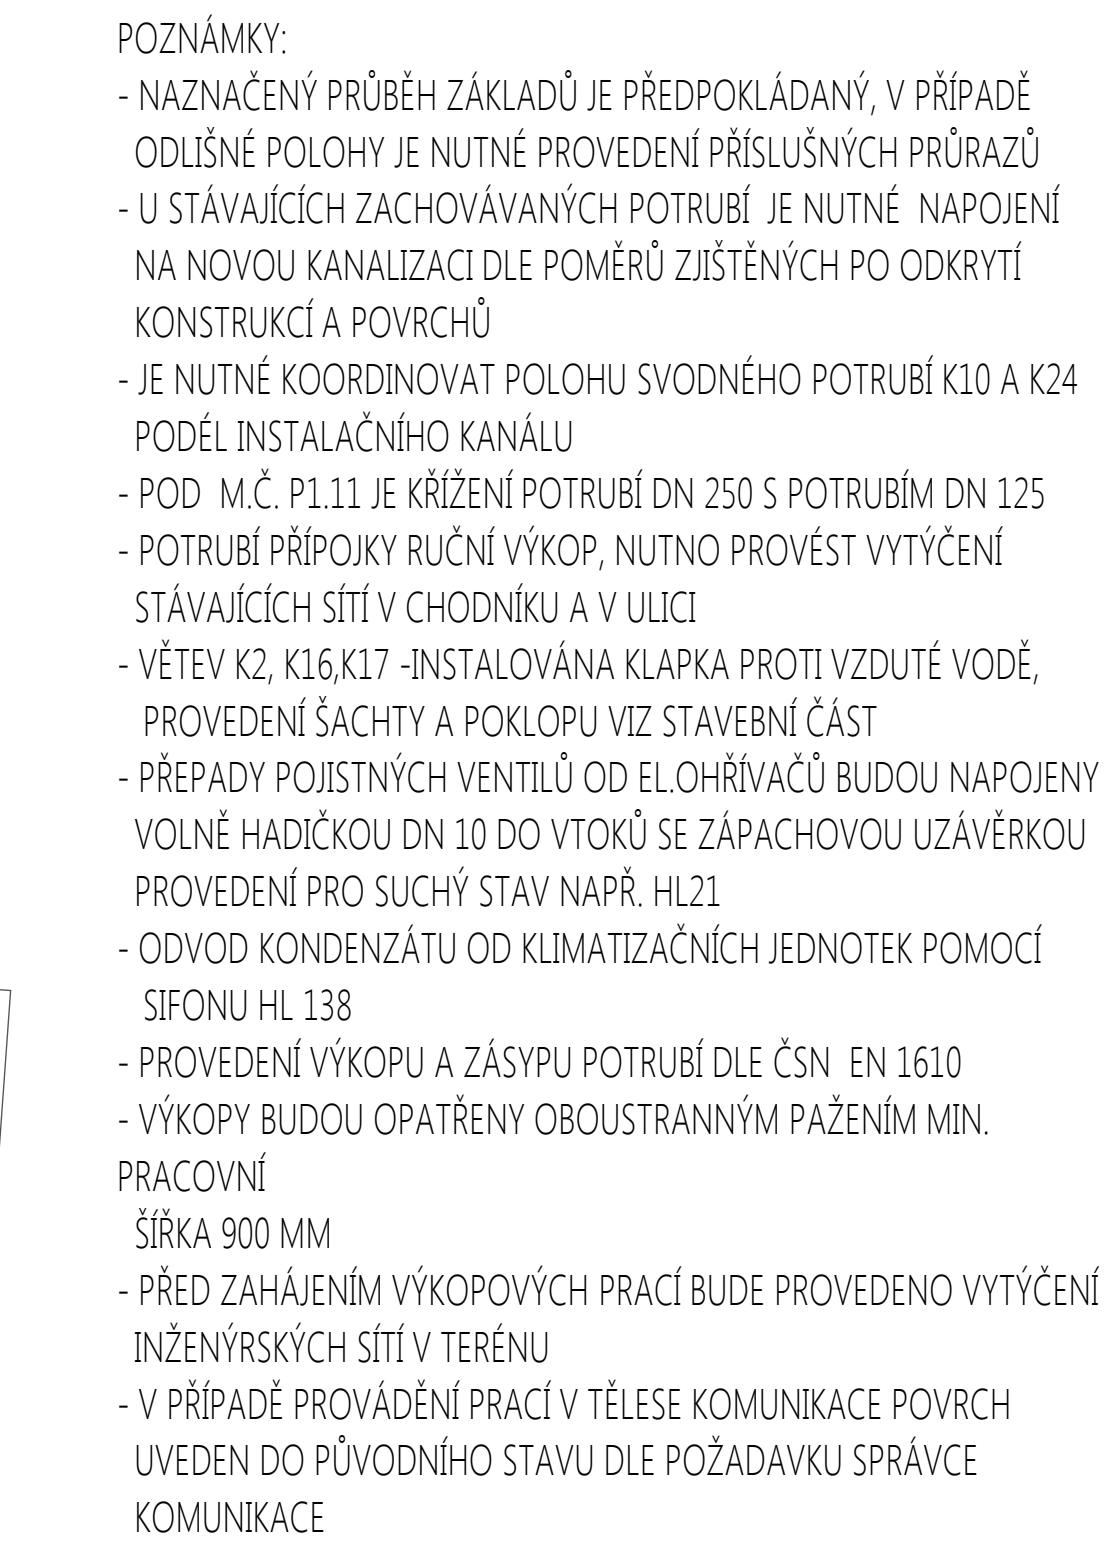 POZNÁMKY:
- NAZNAČENÝ PRŮBĚH ZÁKLADŮ JE PŘEDPOKLÁDANÝ, V PŘÍPADĚ
ODLIŠNÉ POLOHY JE NUTNÉ PROVEDENÍ PŘÍSLUŠNÝCH PRŮRAZŮ
- U STÁVAJÍCÍCH ZACHOVÁVANÝCH POTRUBÍ  JE NUTNÉ  NAPOJENÍ
NA NOVOU KANALIZACI DLE POMĚRŮ ZJIŠTĚNÝCH PO ODKRYTÍ
KONSTRUKCÍ A POVRCHŮ
- JE NUTNÉ KOORDINOVAT POLOHU SVODNÉHO POTRUBÍ K10 A K24
PODÉL INSTALAČNÍHO KANÁLU
- POD  M.Č. P1.11 JE KŘÍŽENÍ POTRUBÍ DN 250 S POTRUBÍM DN 125
- POTRUBÍ PŘÍPOJKY RUČNÍ VÝKOP, NUTNO PROVÉST VYTÝČENÍ
STÁVAJÍCÍCH SÍTÍ V CHODNÍKU A V ULICI
- VĚTEV K2, K16,K17 -INSTALOVÁNA KLAPKA PROTI VZDUTÉ VODĚ,
PROVEDENÍ ŠACHTY A POKLOPU VIZ STAVEBNÍ ČÁST
- PŘEPADY POJISTNÝCH VENTILŮ OD EL.OHŘÍVAČŮ BUDOU NAPOJENY
VOLNĚ HADIČKOU DN 10 DO VTOKŮ SE ZÁPACHOVOU UZÁVĚRKOU
PROVEDENÍ PRO SUCHÝ STAV NAPŘ. HL21
- ODVOD KONDENZÁTU OD KLIMATIZAČNÍCH JEDNOTEK POMOCÍ
SIFONU HL 138
- PROVEDENÍ VÝKOPU A ZÁSYPU POTRUBÍ DLE ČSN  EN 1610
- VÝKOPY BUDOU OPATŘENY OBOUSTRANNÝM PAŽENÍM MIN.
PRACOVNÍ
ŠÍŘKA 900 MM
- PŘED ZAHÁJENÍM VÝKOPOVÝCH PRACÍ BUDE PROVEDENO VYTÝČENÍ
INŽENÝRSKÝCH SÍTÍ V TERÉNU
- V PŘÍPADĚ PROVÁDĚNÍ PRACÍ V TĚLESE KOMUNIKACE POVRCH
UVEDEN DO PŮVODNÍHO STAVU DLE POŽADAVKU SPRÁVCE
KOMUNIKACE